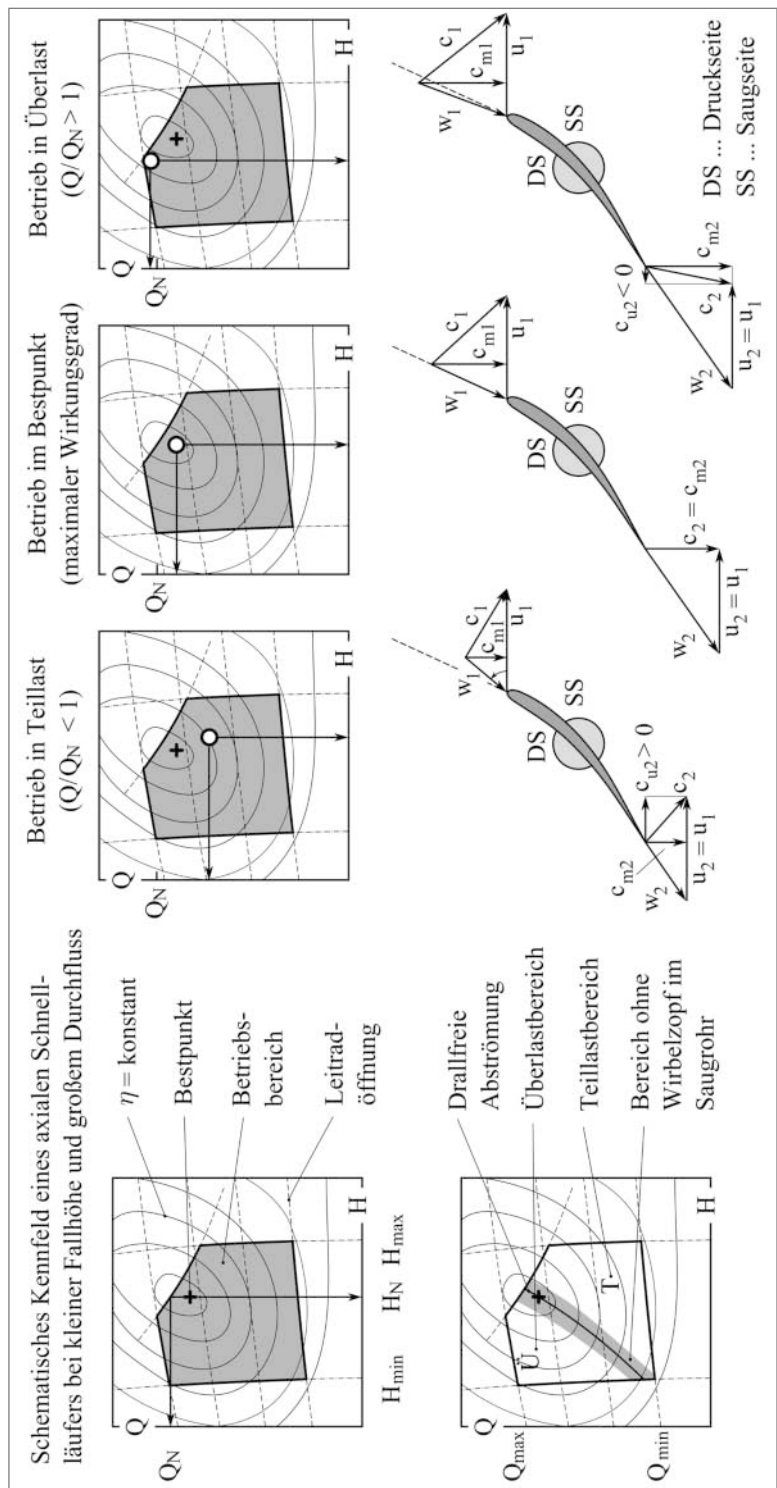 Schematisches Kennfeld eines axialen Schnell-
läufers bei kleiner Fallhöhe und großem Durchfluss
Q
Q_N
H_min
H_N
H_max
H
η = konstant
Bestpunkt
Betriebs-
bereich
Leitrad-
öffnung
Betrieb in Teillast
(Q/Q_N < 1)
Q
Q_N
H
Betrieb im Bestpunkt
(maximaler Wirkungsgrad)
Q
Q_N
H
Betrieb in Überlast
(Q/Q_N > 1)
Q
Q_N
H
Q
Q_max
Q_min
H
Ü
T
Drallfreie
Abströmung
Überlastbereich
Teillastbereich
Bereich ohne
Wirbelzopf im
Saugrohr
w_1
c_m1
c_1
u_1
DS
SS
c_u2 > 0
c_2
c_m2
w_2
u_2 = u_1
w_1
c_m1
c_1
u_1
DS
SS
c_2 = c_m2
w_2
u_2 = u_1
w_1
c_m1
c_1
u_1
DS
SS
c_u2 < 0
c_2
c_m2
w_2
u_2 = u_1
DS ... Druckseite
SS ... Saugseite